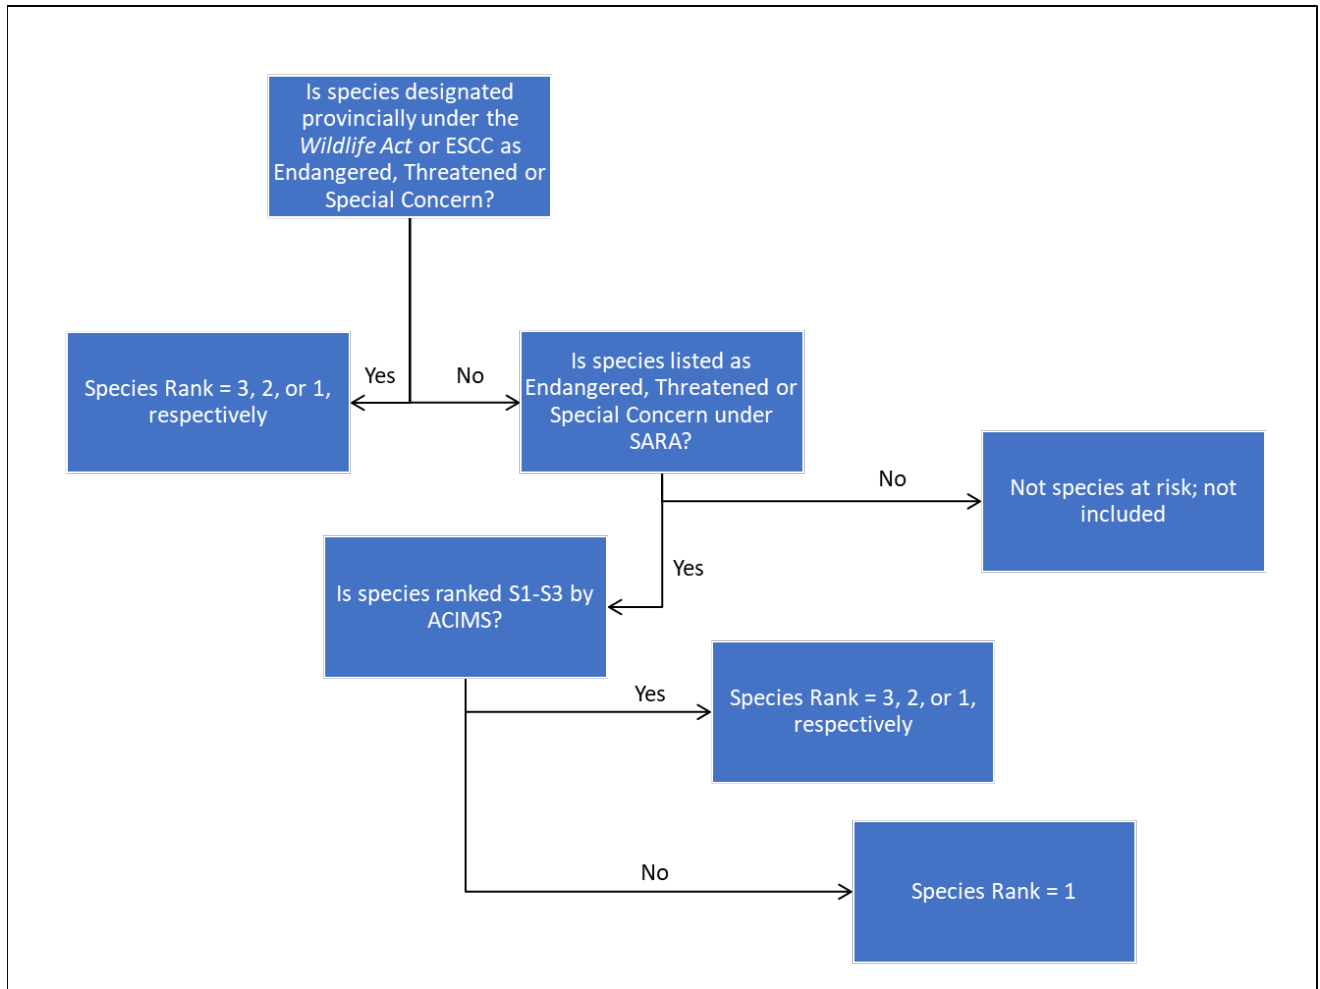 Is species designated
provincially under the
Wildlife Act or ESCC as
Endangered, Threatened or
Special Concern?
Yes
No
Species Rank = 3, 2, or 1,
respectively
Is species listed as
Endangered, Threatened or
Special Concern under
SARA?
No
Not species at risk; not
included
Yes
Is species ranked S1-S3 by
ACIMS?
Yes
Species Rank = 3, 2, or 1,
respectively
No
Species Rank = 1